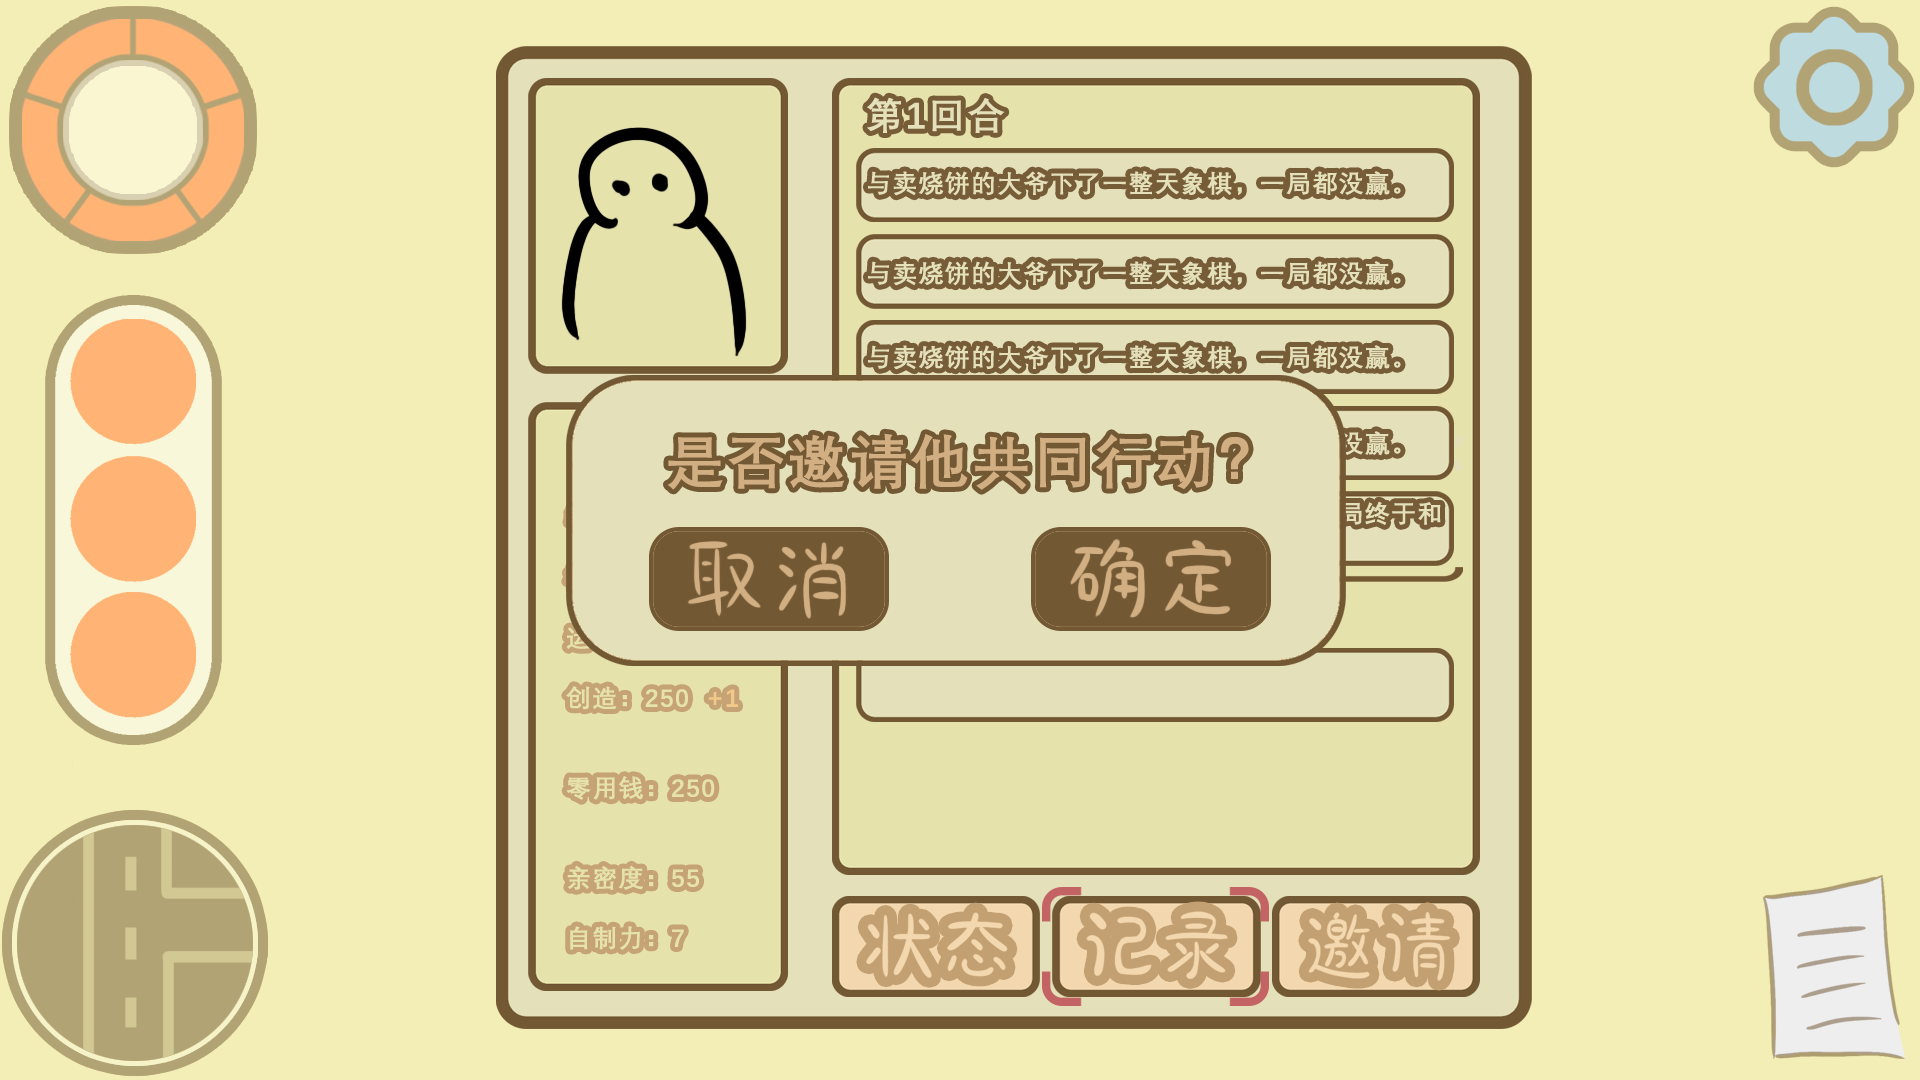 第1回合
与卖烧饼的大爷下了一整天象棋，一局都没赢。
与卖烧饼的大爷下了一整天象棋，一局都没赢。
与卖烧饼的大爷下了一整天象棋，一局都没赢。
没赢。
局终于和
是否邀请他共同行动？
取消
确定
创造：250 +1
零用钱：250
亲密度：55
自制力：7
状态
记录
邀请